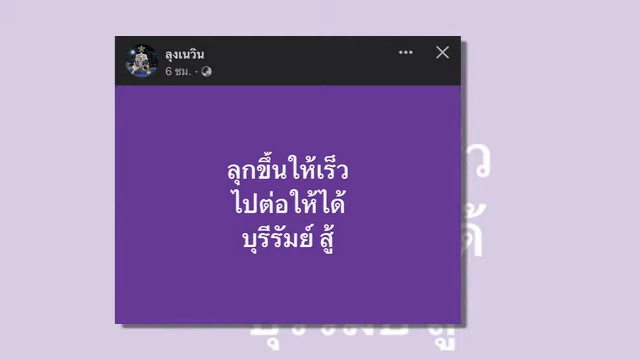 ลุงเนวิน
6 ชม.
ลุกขึ้นให้เร็ว
ไปต่อให้ได้
บุรีรัมย์ สู้